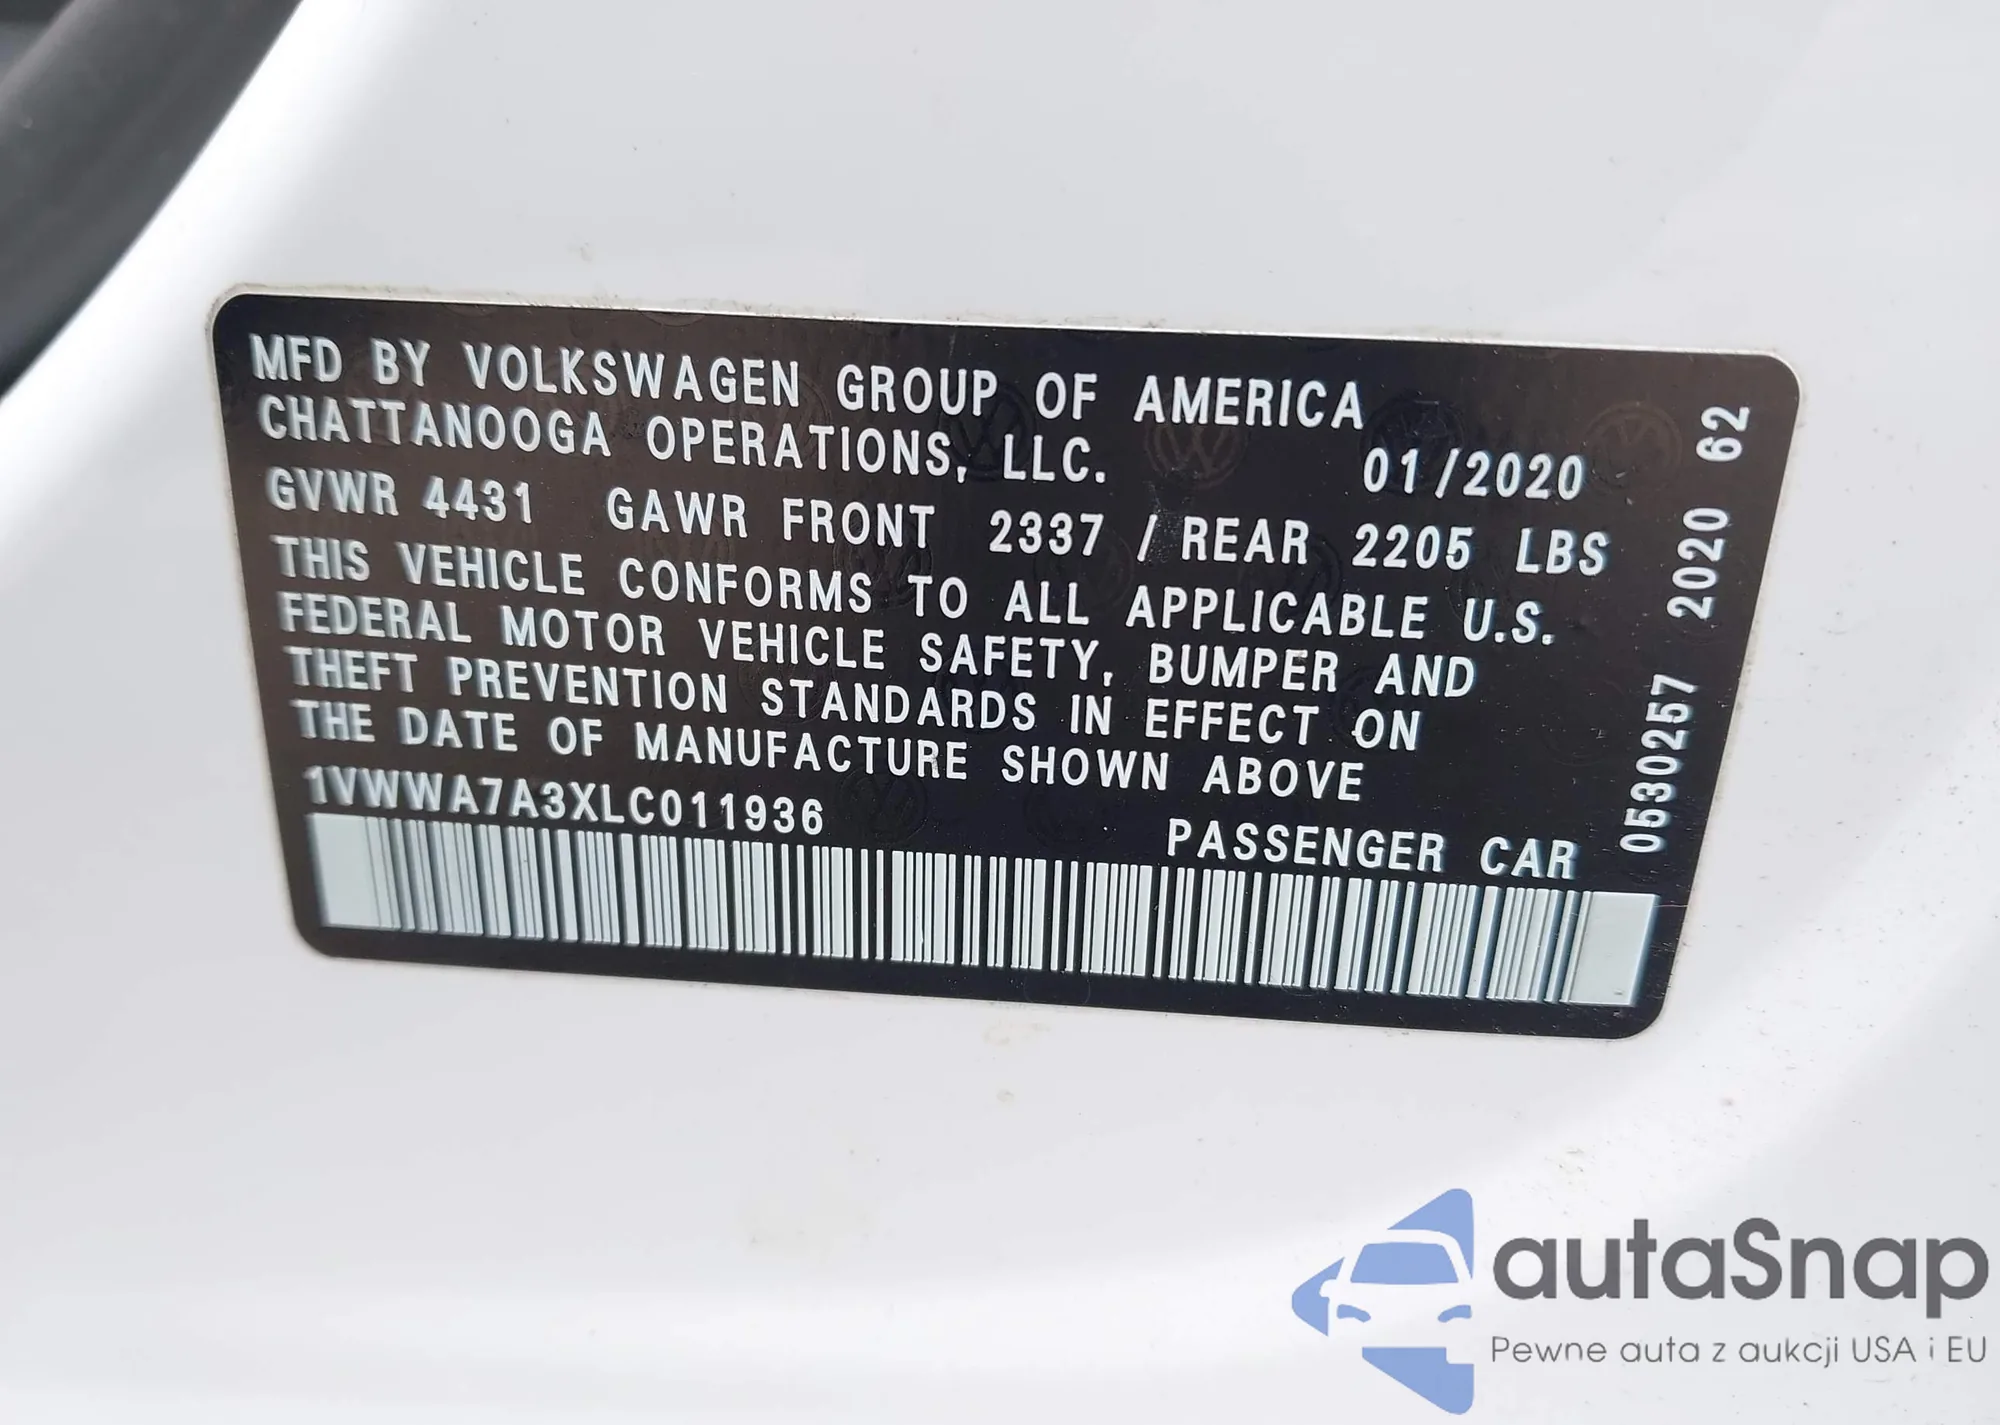 MFD BY VOLKSWAGEN GROUP OF AMERICA
CHATTANOOGA OPERATIONS, LLC.
01/2020
GVWR 4431 GAWR FRONT 2337 / REAR 2205 LBS
THIS VEHICLE CONFORMS TO ALL APPLICABLE U.S.
FEDERAL MOTOR VEHICLE SAFETY, BUMPER AND
THEFT PREVENTION STANDARDS IN EFFECT ON
THE DATE OF MANUFACTURE SHOWN ABOVE
1VWWA7A3XLC011936
PASSENGER CAR
0530257 2020 62
autaSnap
Pewne auta z aukcji USA i EU